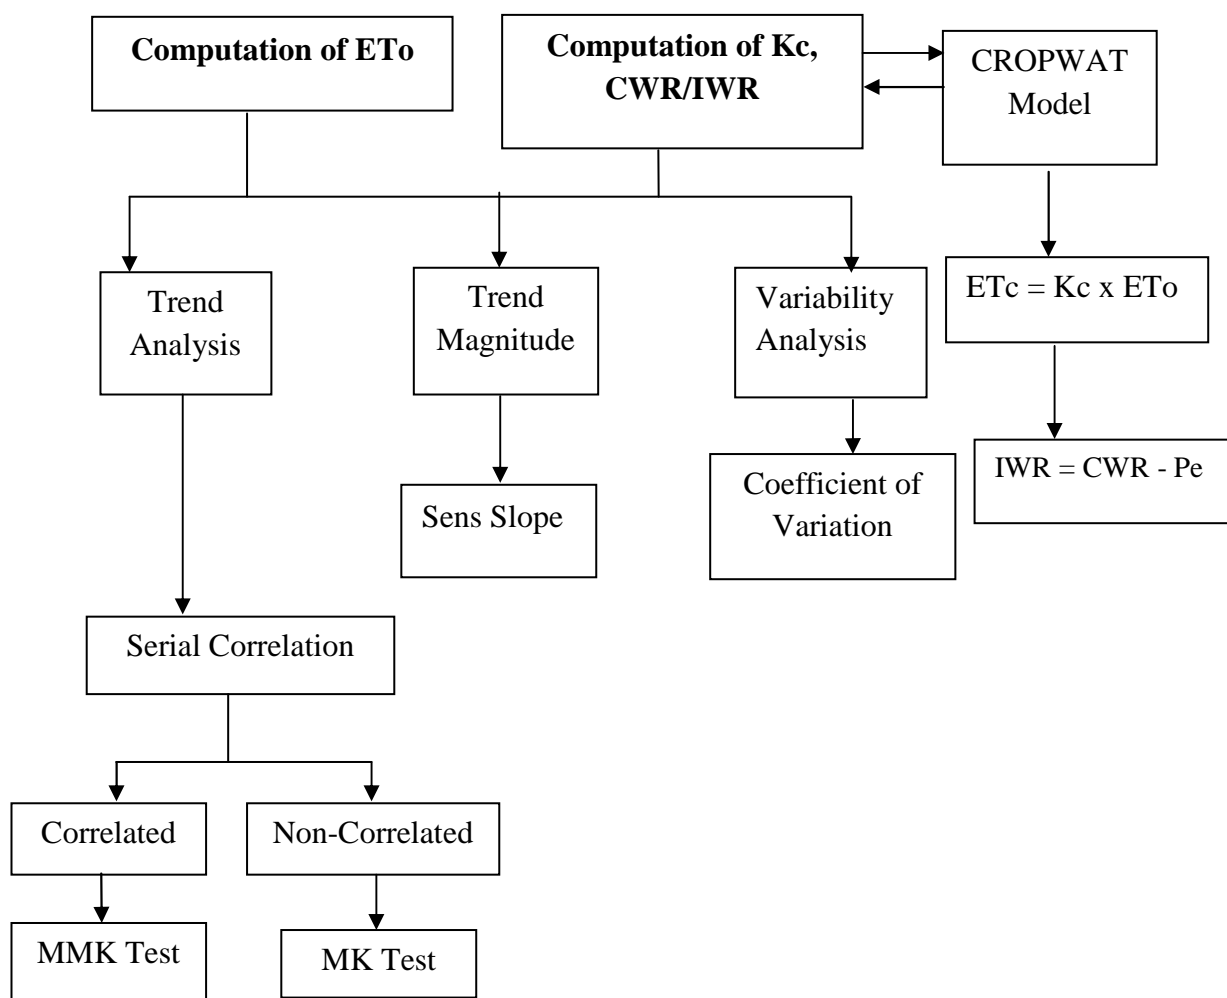 Computation of ETo
Computation of Kc,
CWR/IWR
CROPWAT
Model
Trend
Analysis
Trend
Magnitude
Variability
Analysis
ETc = Kc x ETo
Sens Slope
Coefficient of
Variation
IWR = CWR - Pe
Serial Correlation
Correlated
Non-Correlated
MMK Test
MK Test